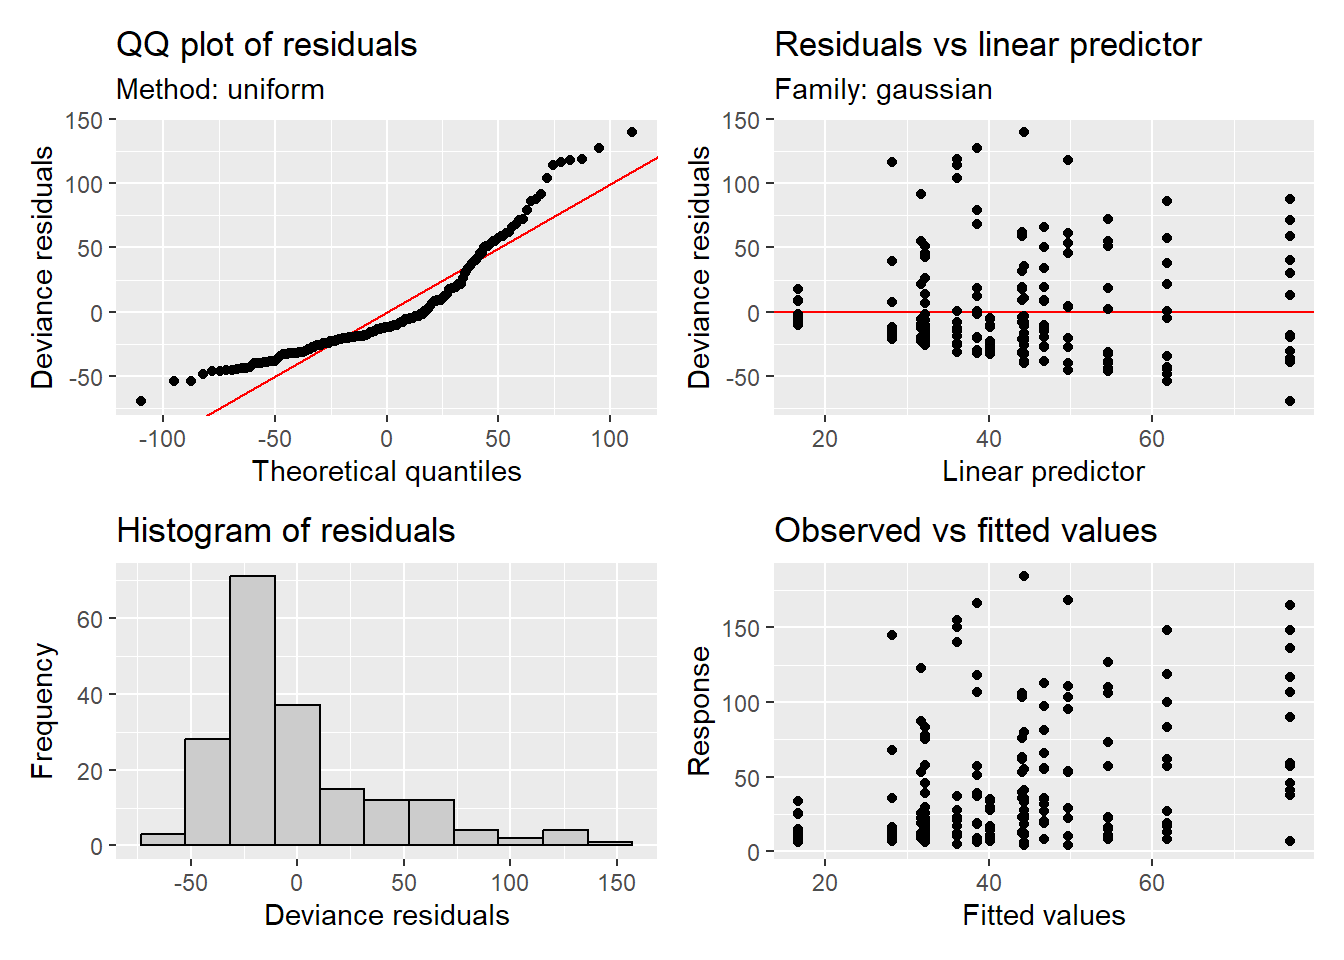 QQ plot of residuals
Method: uniform
150
100
50
0
-50
Deviance residuals
-100
-50
0
50
100
Theoretical quantiles
Residuals vs linear predictor
Family: gaussian
150
100
50
0
-50
Deviance residuals
20
40
60
Linear predictor
Histogram of residuals
60
40
20
0
Frequency
-50
0
50
100
150
Deviance residuals
Observed vs fitted values
150
100
50
0
Response
20
40
60
Fitted values